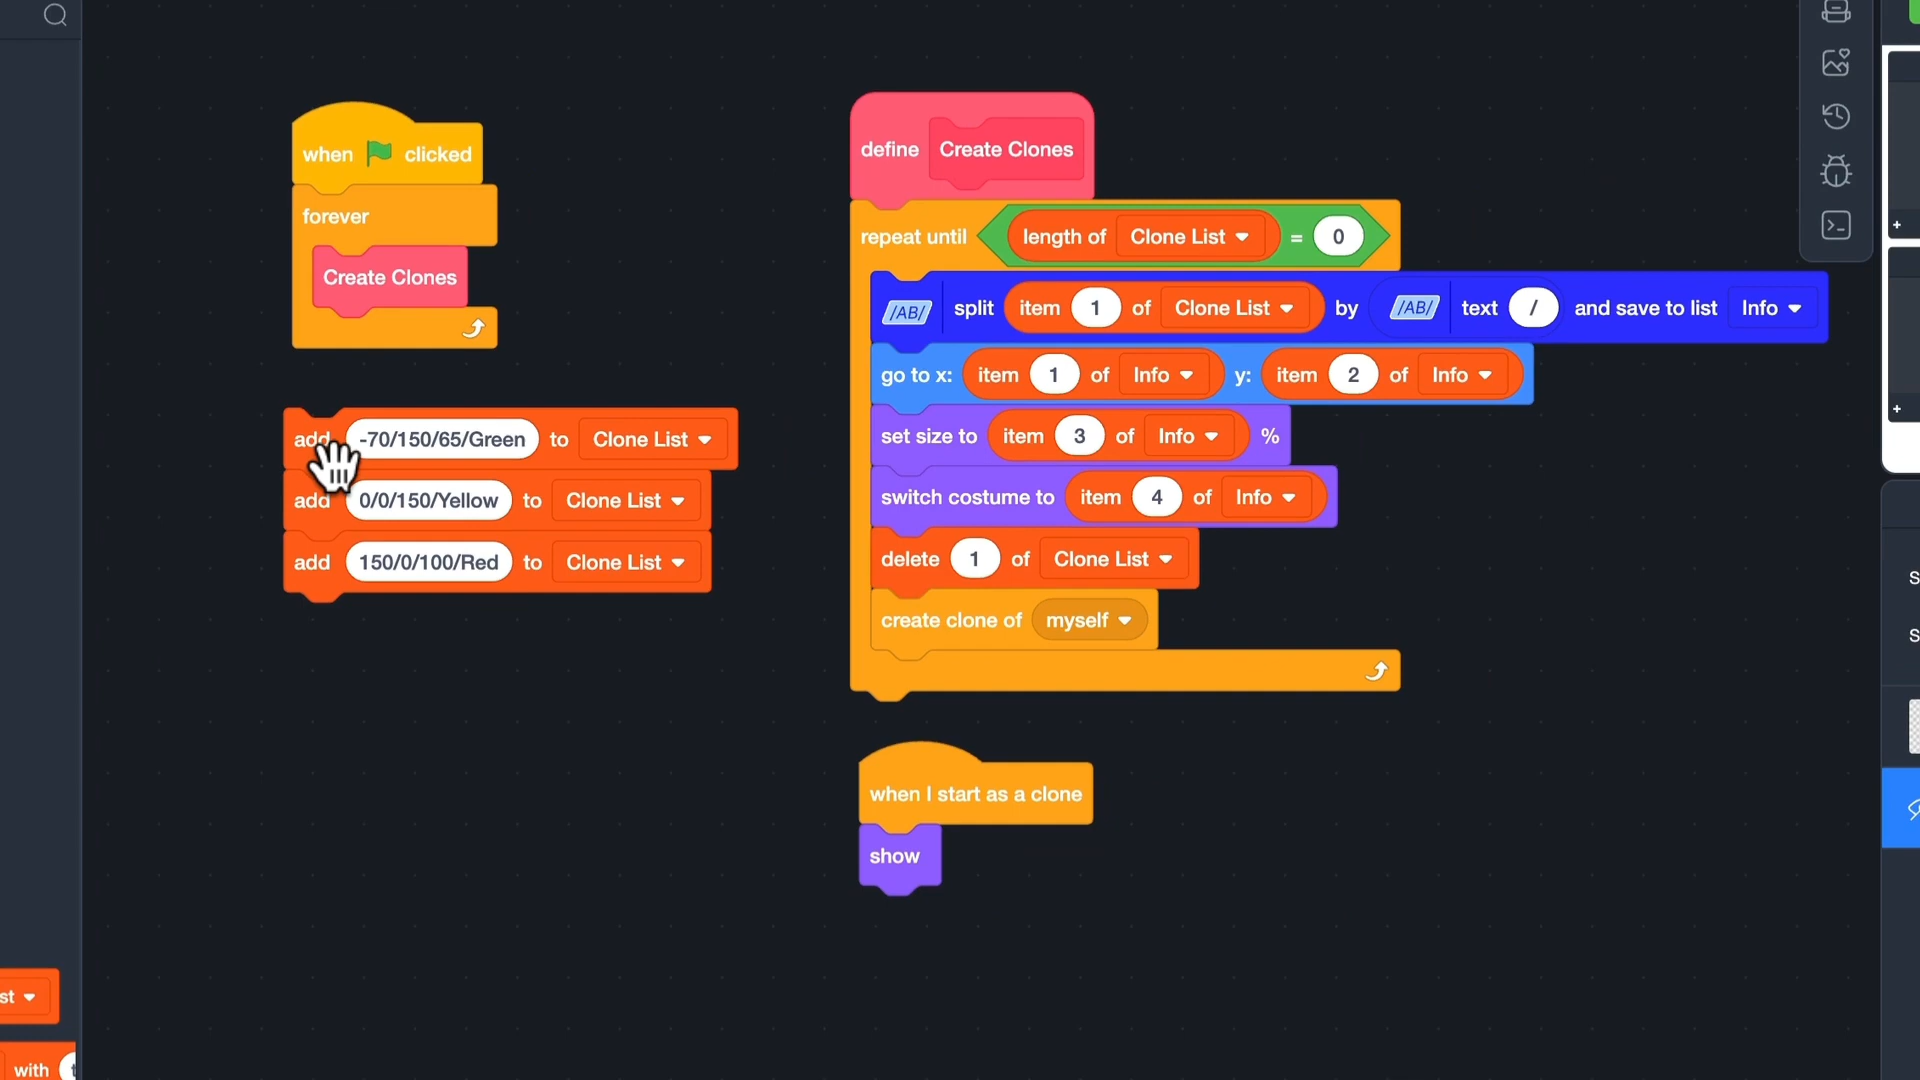 when clicked
forever
Create Clones
add -70/150/65/Green to Clone List
add 0/0/150/Yellow to Clone List
add 150/0/100/Red to Clone List
define Create Clones
repeat until length of Clone List = 0
/AB/ split item 1 of Clone List by /AB/ text / and save to list Info
go to x: item 1 of Info y: item 2 of Info
set size to item 3 of Info %
switch costume to item 4 of Info
delete 1 of Clone List
create clone of myself
when I start as a clone
show
st
with
+
+
S
S